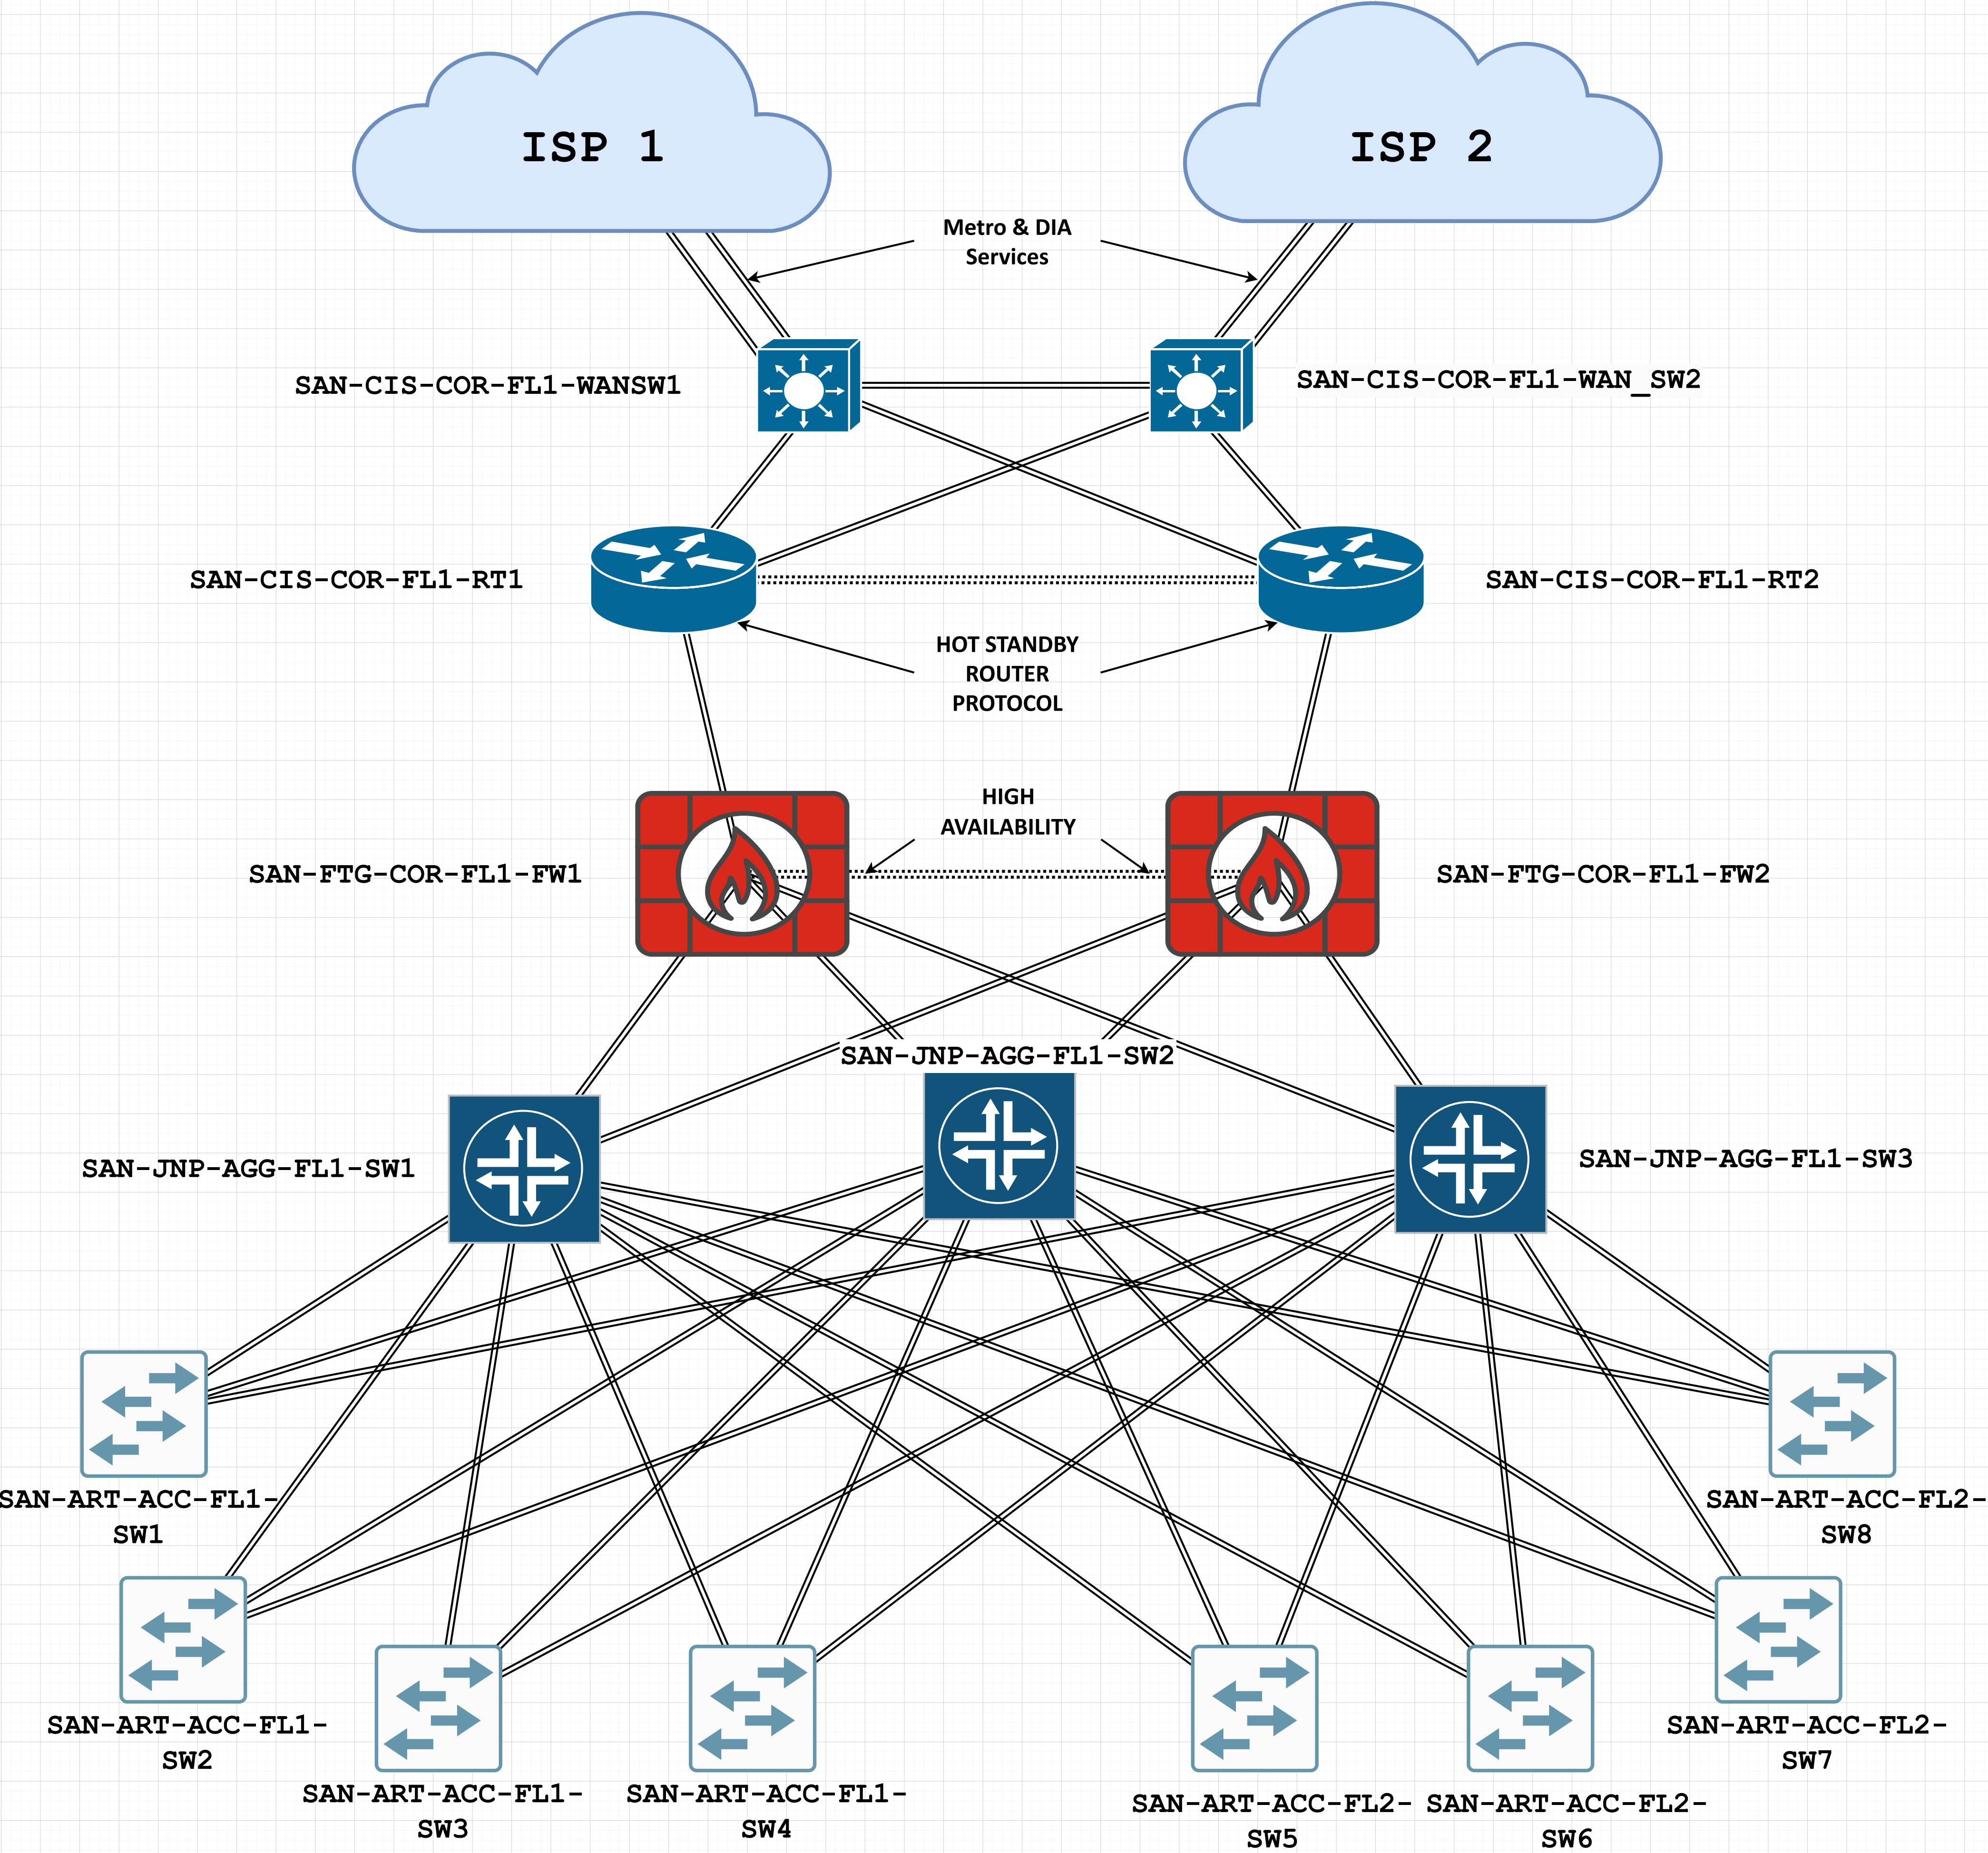 ISP 1
ISP 2
Metro & DIA
Services
SAN-CIS-COR-FL1-WANSW1
SAN-CIS-COR-FL1-WAN_SW2
SAN-CIS-COR-FL1-RT1
SAN-CIS-COR-FL1-RT2
HOT STANDBY
ROUTER
PROTOCOL
HIGH
AVAILABILITY
SAN-FTG-COR-FL1-FW1
SAN-FTG-COR-FL1-FW2
SAN-JNP-AGG-FL1-SW2
SAN-JNP-AGG-FL1-SW1
SAN-JNP-AGG-FL1-SW3
SAN-ART-ACC-FL1-
SW1
SAN-ART-ACC-FL2-
SW8
SAN-ART-ACC-FL1-
SW2
SAN-ART-ACC-FL2-
SW7
SAN-ART-ACC-FL1-
SW3
SAN-ART-ACC-FL1-
SW4
SAN-ART-ACC-FL2-
SW5
SAN-ART-ACC-FL2-
SW6